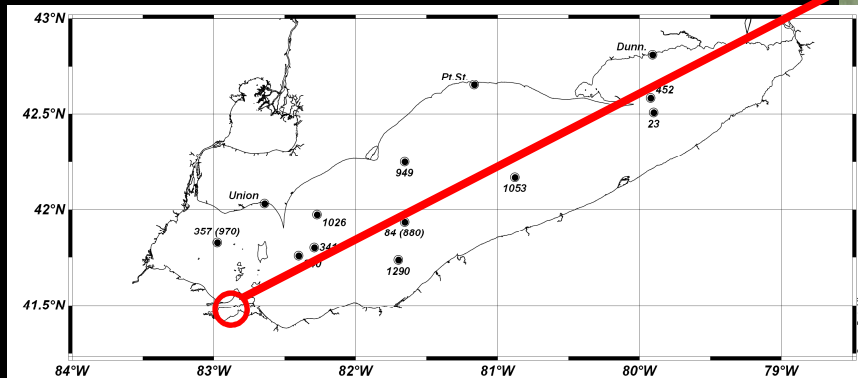 43°N
Dunn.
Pt.St.
452
42.5°N
23
949
1053
Union
42°N
1026
357 (970)
84 (880)
341
1290
41.5°N
84°W 83°W 82°W 81°W 80°W 79°W